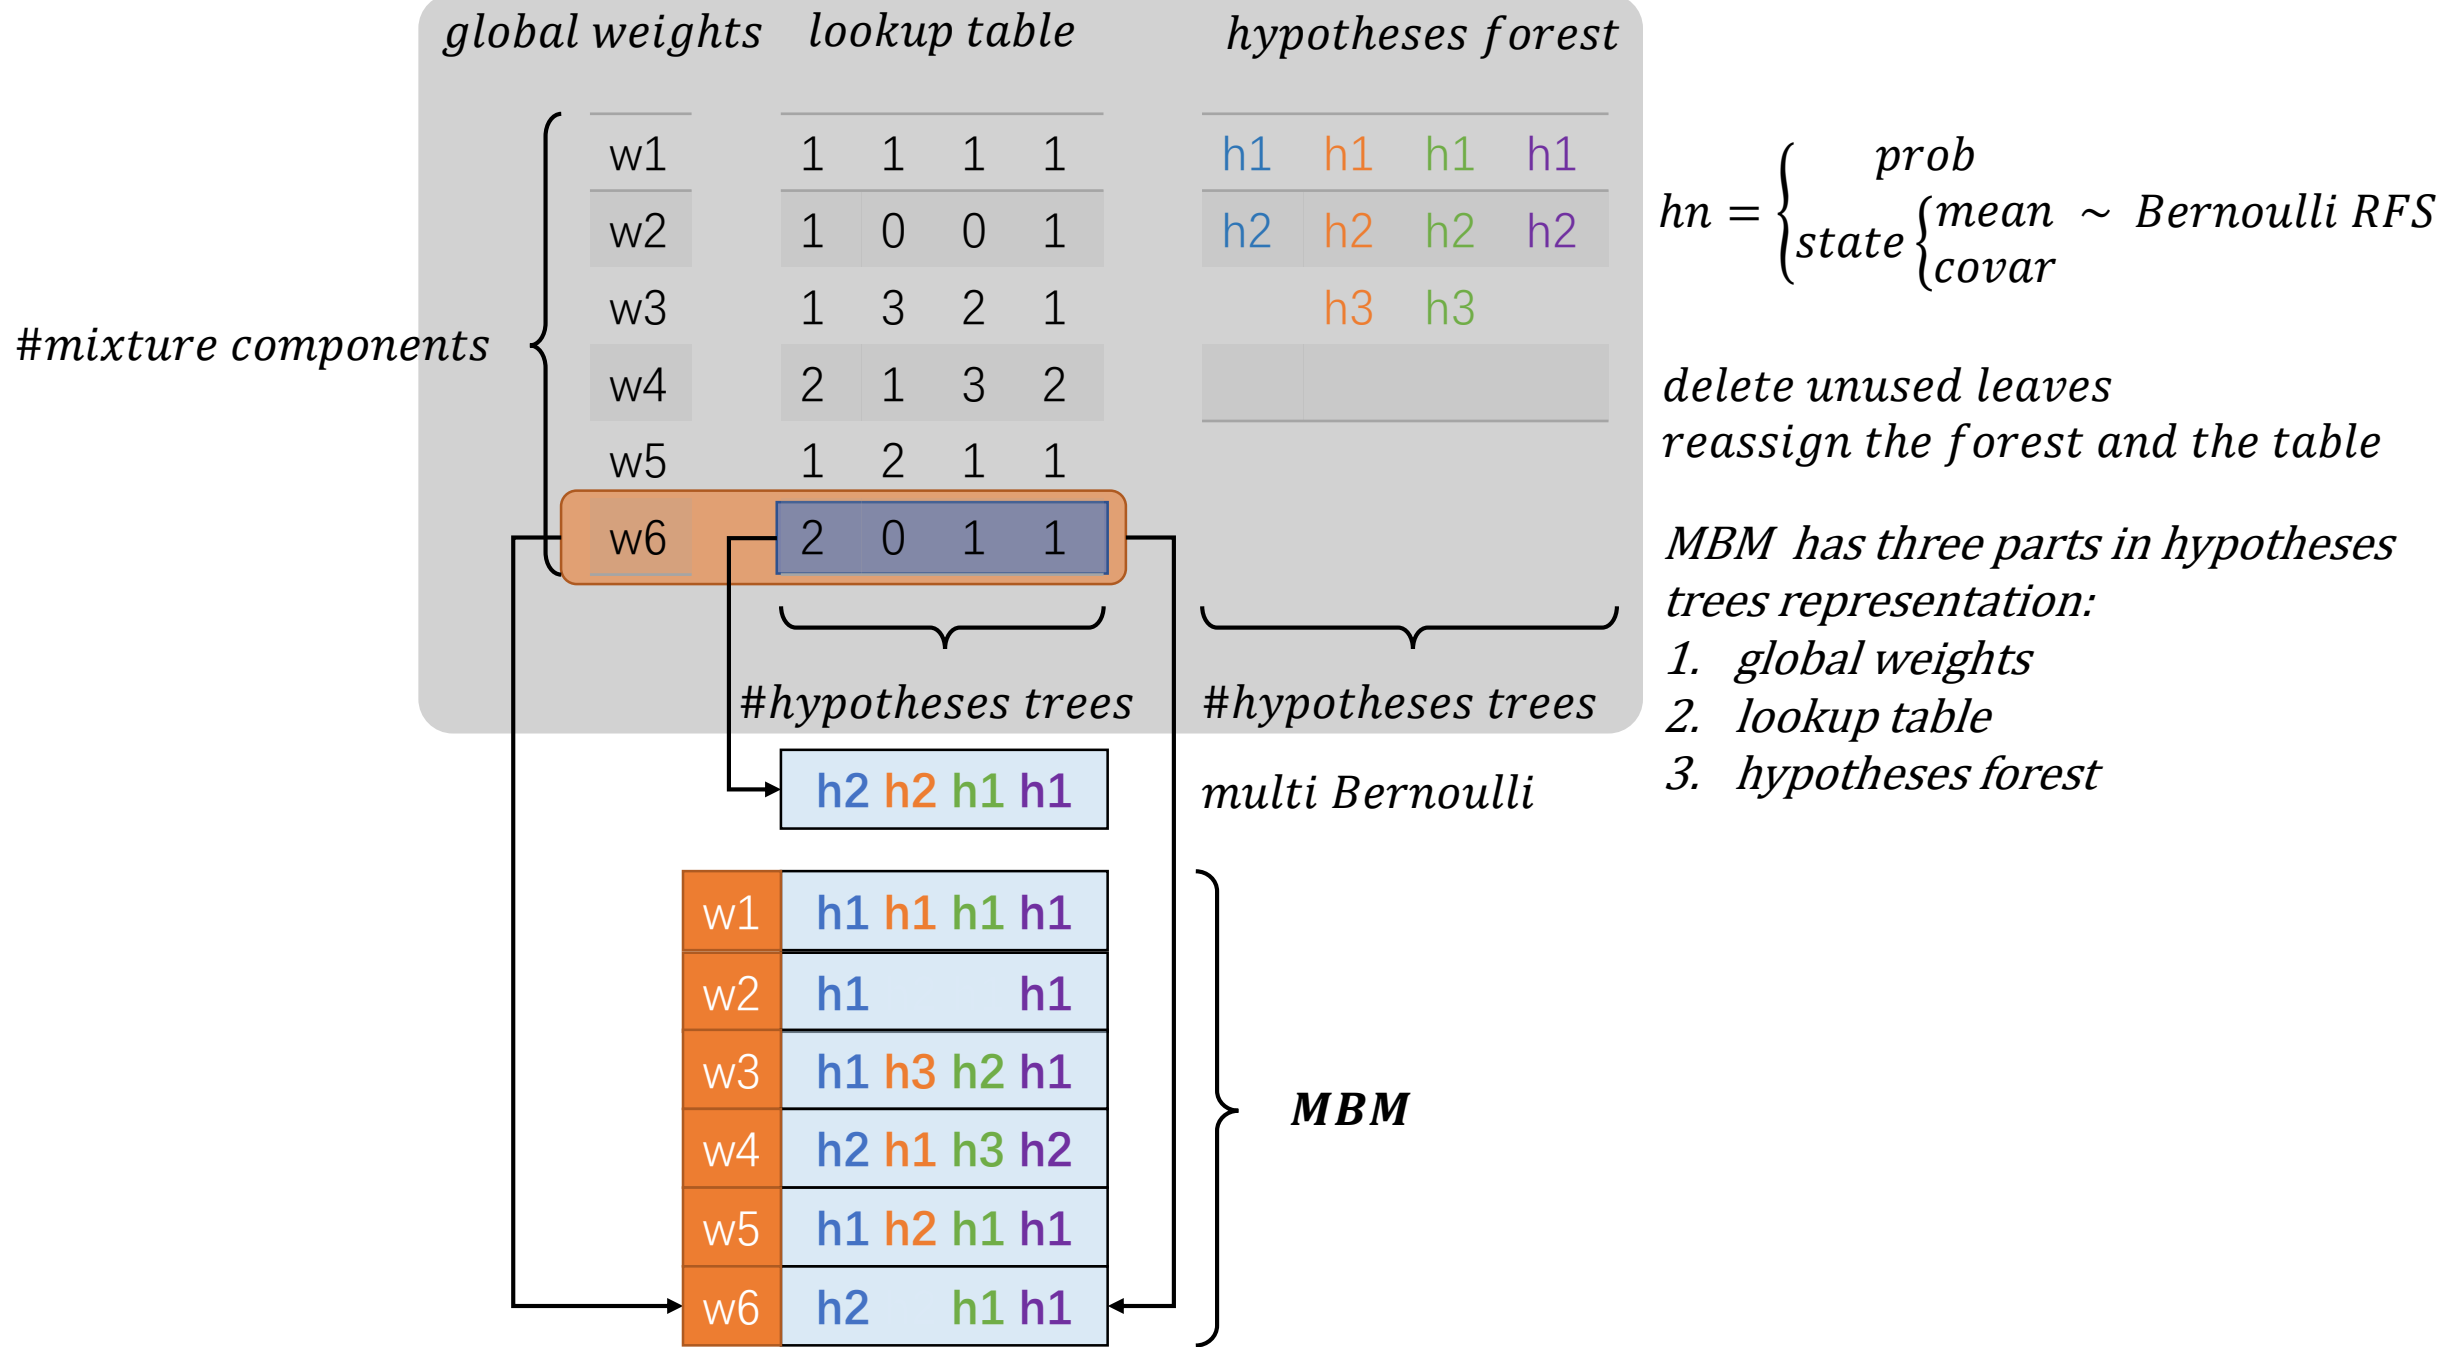 global weights lookup table hypotheses forest
w1 1 1 1 1 h1 h1 h1 h1
w2 1 0 0 1 h2 h2 h2 h2
w3 1 3 2 1 h3 h3
w4 2 1 3 2
w5 1 2 1 1
w6 2 0 1 1
#mixture components
#hypotheses trees #hypotheses trees
hn = { prob state { mean covar ~ Bernoulli RFS
delete unused leaves
reassign the forest and the table
MBM has three parts in hypotheses
trees representation:
1. global weights
2. lookup table
3. hypotheses forest
h2 h2 h1 h1 multi Bernoulli
w1 h1 h1 h1 h1
w2 h1 h1
w3 h1 h3 h2 h1
w4 h2 h1 h3 h2
w5 h1 h2 h1 h1
w6 h2 h1 h1
MBM